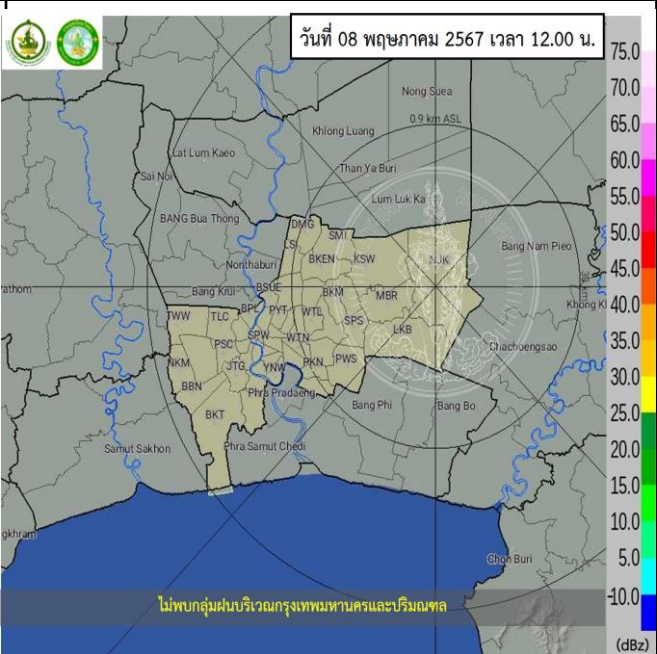 วันที่ 08 พฤษภาคม 2567 เวลา 12.00 น.
75.0
70.0
65.0
60.0
55.0
50.0
45.0
40.0
35.0
30.0
25.0
20.0
15.0
10.0
5.0
-10.0
(dBz)
Nong Suea
0.9 km ASL
Khlong Luang
Lat Lum Kaeo
Than Ya Buri
Sai Noi
Lum Luk Ka
BANG Bua Thong
DMG
SMI
LSI
Bang Nam Pieo
BKEN
KSW
NJK
Nonthaburi
Bang Krui
BSUE
BKM
MBR
TWW
TLC
BPL
PYT
WTL
SPS
LKB
PSC
SPW
WTN
Chachoengsao
NKM
JTG
YNW
PKN
PWS
BBN
Phra Pradaeng
BKT
Bang Phi
Bang Bo
Samut Sakhon
Phra Samut Chedi
gkhram
Chon Buri
ไม่พบกลุ่มฝนบริเวณกรุงเทพมหานครและปริมณฑล